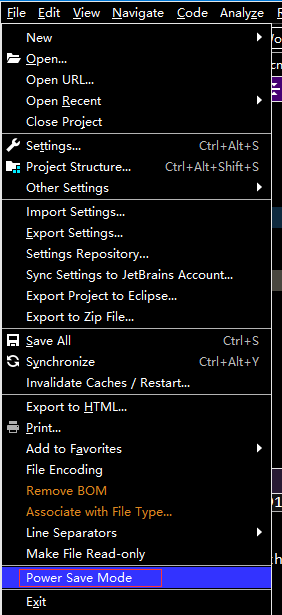 File Edit View Navigate Code Analyze
New
Open...
Open URL...
Open Recent
Close Project
Settings... Ctrl+Alt+S
Project Structure... Ctrl+Alt+Shift+S
Other Settings
Import Settings...
Export Settings...
Settings Repository...
Sync Settings to JetBrains Account...
Export Project to Eclipse...
Export to Zip File...
Save All Ctrl+S
Synchronize Ctrl+Alt+Y
Invalidate Caches / Restart...
Export to HTML...
Print...
Add to Favorites
File Encoding
Remove BOM
Associate with File Type...
Line Separators
Make File Read-only
Power Save Mode
Exit